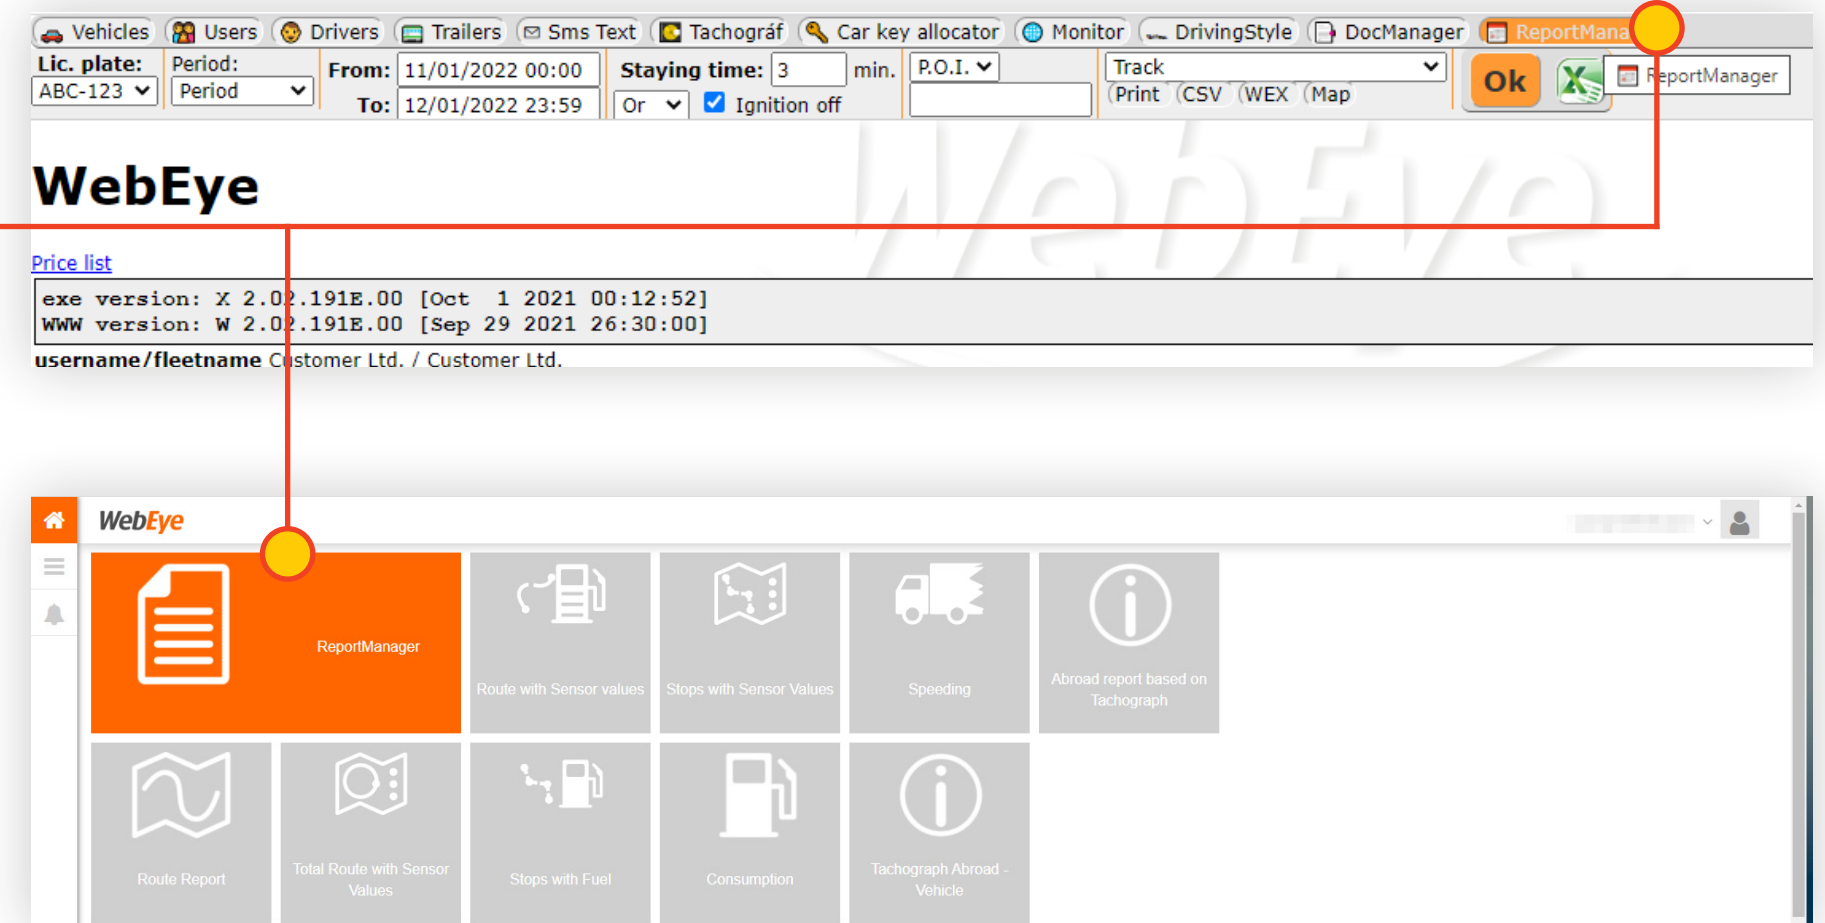 Vehicles Users Drivers Trailers Sms Text Tachográf Car key allocator Monitor DrivingStyle DocManager ReportMana
Lic. plate: Period: From: 11/01/2022 00:00 Staying time: 3 min. P.O.I. Track Ok ReportManager
ABC-123 Period To: 12/01/2022 23:59 Or Ignition off Print CSV WEX Map
WebEye
WebEye
Price list
exe version: X 2.02.191E.00 [Oct 1 2021 00:12:52]
WWW version: W 2.02.191E.00 [Sep 29 2021 26:30:00]
username/fleetname Customer Ltd. / Customer Ltd.
WebEye
ReportManager
Route with Sensor values
Stops with Sensor Values
Speeding
Abroad report based on
Tachograph
Route Report
Total Route with Sensor
Values
Stops with Fuel
Consumption
Tachograph Abroad -
Vehicle